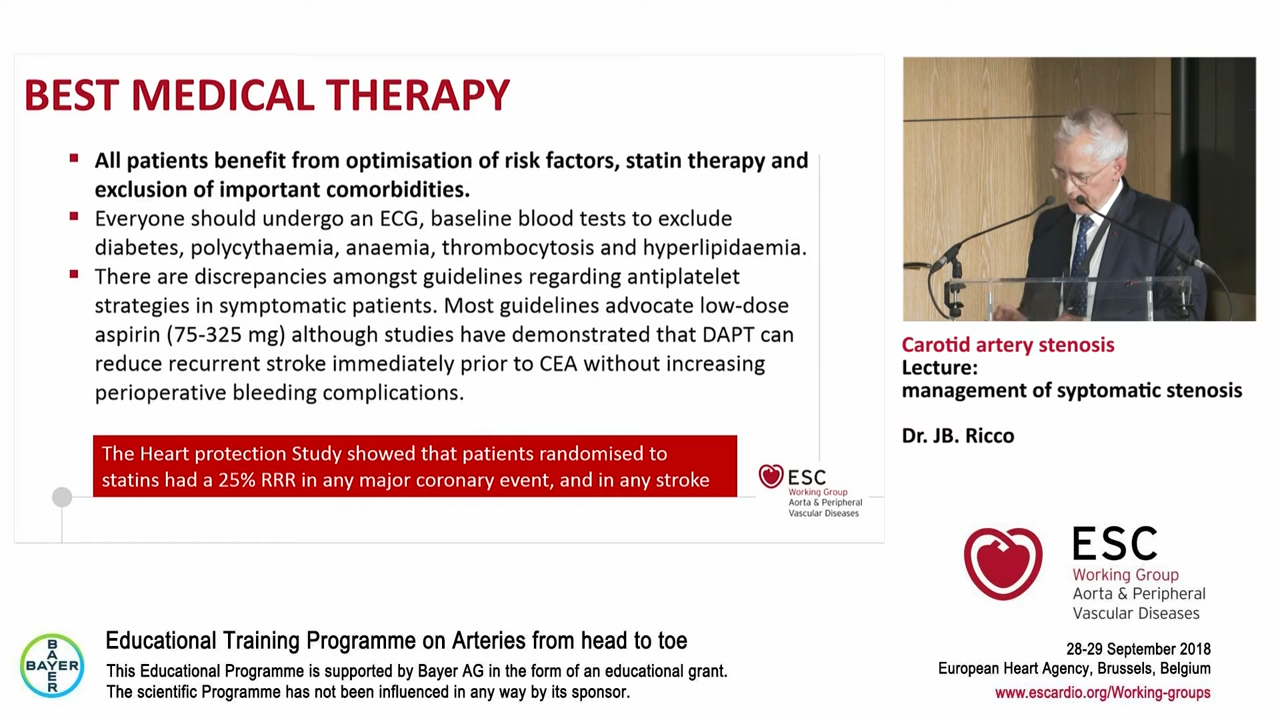 BEST MEDICAL THERAPY
All patients benefit from optimisation of risk factors, statin therapy and
exclusion of important comorbidities.
Everyone should undergo an ECG, baseline blood tests to exclude
diabetes, polycythaemia, anaemia, thrombocytosis and hyperlipidaemia.
There are discrepancies amongst guidelines regarding antiplatelet
strategies in symptomatic patients. Most guidelines advocate low-dose
aspirin (75-325 mg) although studies have demonstrated that DAPT can
reduce recurrent stroke immediately prior to CEA without increasing
perioperative bleeding complications.
The Heart protection Study showed that patients randomised to
statins had a 25% RRR in any major coronary event, and in any stroke
ESC
Working Group
Aorta & Peripheral
Vascular Diseases
Carotid artery stenosis
Lecture:
management of syptomatic stenosis
Dr. JB. Ricco
ESC
Working Group
Aorta & Peripheral
Vascular Diseases
BAYER
BAYER
Educational Training Programme on Arteries from head to toe
This Educational Programme is supported by Bayer AG in the form of an educational grant.
The scientific Programme has not been influenced in any way by its sponsor.
28-29 September 2018
European Heart Agency, Brussels, Belgium
www.escardio.org/Working-groups